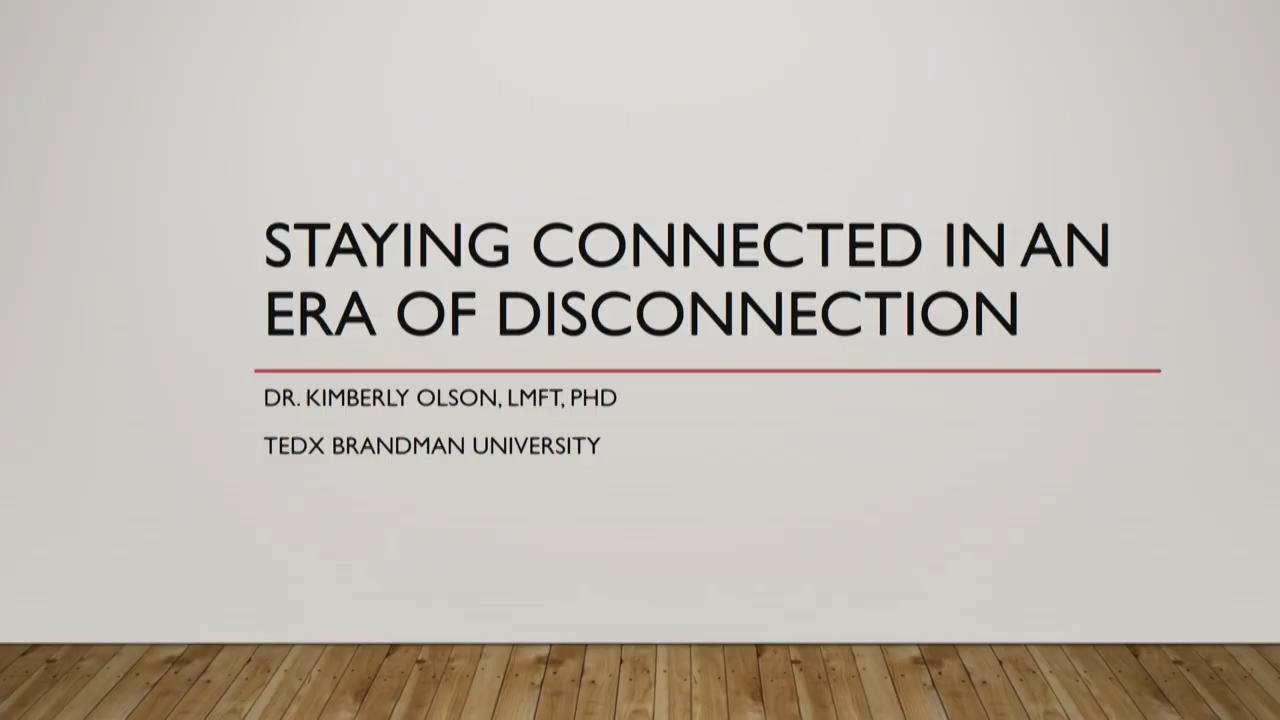 STAYING CONNECTED IN AN
ERA OF DISCONNECTION
DR. KIMBERLY OLSON, LMFT, PHD
TEDX BRANDMAN UNIVERSITY